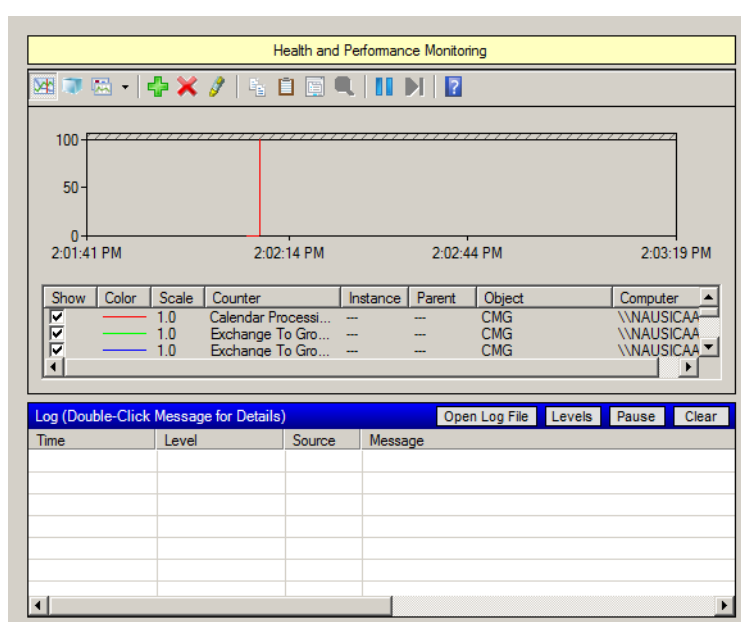 Health and Performance Monitoring
?
100
50
0
2:01:41 PM 2:02:14 PM 2:02:44 PM 2:03:19 PM
Show Color Scale Counter Instance Parent Object Computer
1.0 Calendar Processi... --- --- CMG \\NAUSICAA
1.0 Exchange To Gro... --- --- CMG \\NAUSICAA
1.0 Exchange To Gro... --- --- CMG \\NAUSICAA
Log (Double-Click Message for Details) Open Log File Levels Pause Clear
Time Level Source Message